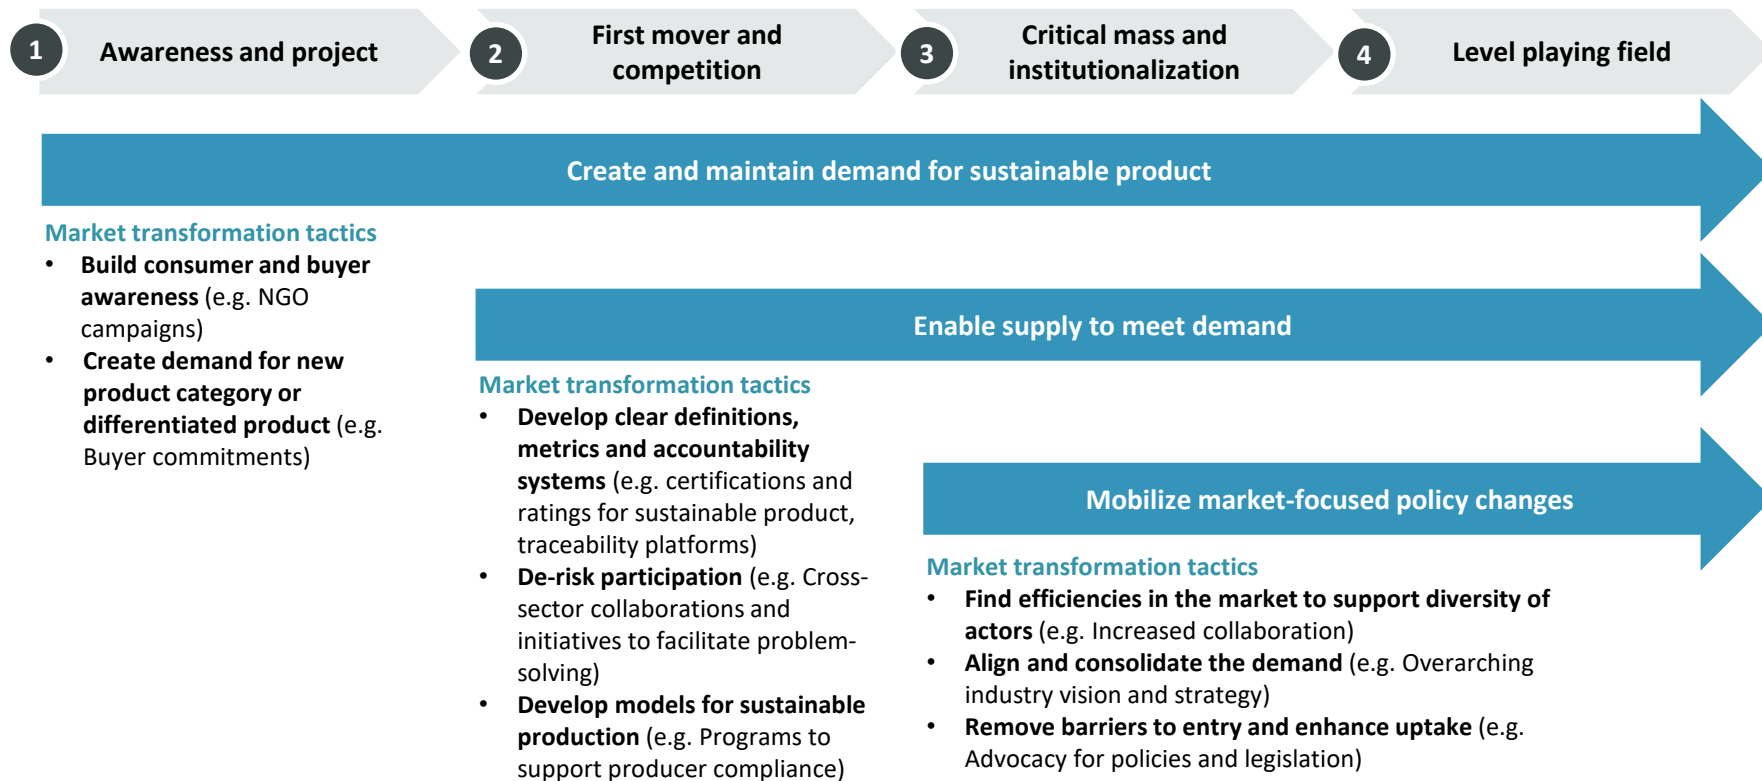 1 Awareness and project
2 First mover and
competition
3 Critical mass and
institutionalization
4 Level playing field
Create and maintain demand for sustainable product
Market transformation tactics
• Build consumer and buyer
awareness (e.g. NGO
campaigns)
• Create demand for new
product category or
differentiated product (e.g.
Buyer commitments)
Enable supply to meet demand
Market transformation tactics
• Develop clear definitions,
metrics and accountability
systems (e.g. certifications and
ratings for sustainable product,
traceability platforms)
• De-risk participation (e.g. Cross-
sector collaborations and
initiatives to facilitate problem-
solving)
• Develop models for sustainable
production (e.g. Programs to
support producer compliance)
Mobilize market-focused policy changes
Market transformation tactics
• Find efficiencies in the market to support diversity of
actors (e.g. Increased collaboration)
• Align and consolidate the demand (e.g. Overarching
industry vision and strategy)
• Remove barriers to entry and enhance uptake (e.g.
Advocacy for policies and legislation)